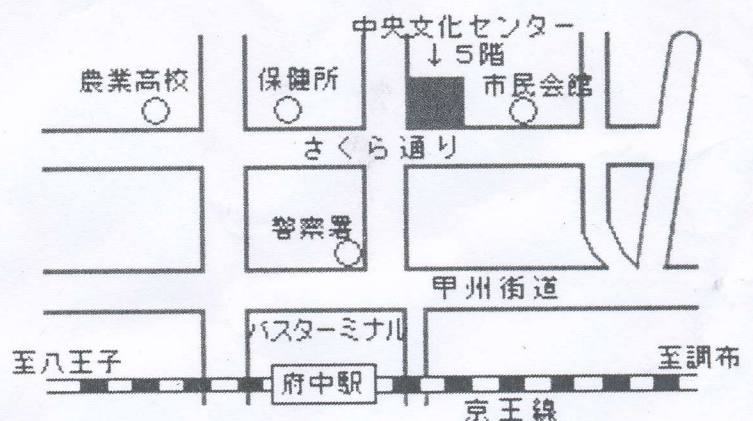 中央文化センター
↓5階
農業高校
保健所
市民会館
さくら通り
警察署
甲州街道
バスターミナル
至八王子
至調布
府中駅
京王線